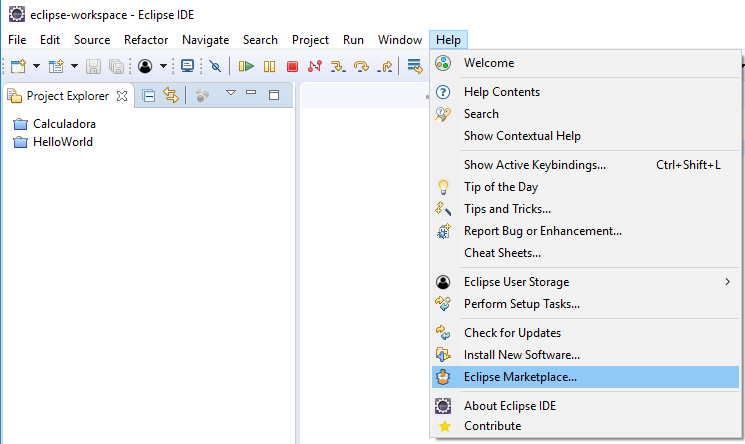 eclipse-workspace - Eclipse IDE
File Edit Source Refactor Navigate Search Project Run Window Help
Project Explorer
Calculadora
HelloWorld
Welcome
Help Contents
Search
Show Contextual Help
Show Active Keybindings... Ctrl+Shift+L
Tip of the Day
Tips and Tricks...
Report Bug or Enhancement...
Cheat Sheets...
Eclipse User Storage
Perform Setup Tasks...
Check for Updates
Install New Software...
Eclipse Marketplace...
About Eclipse IDE
Contribute